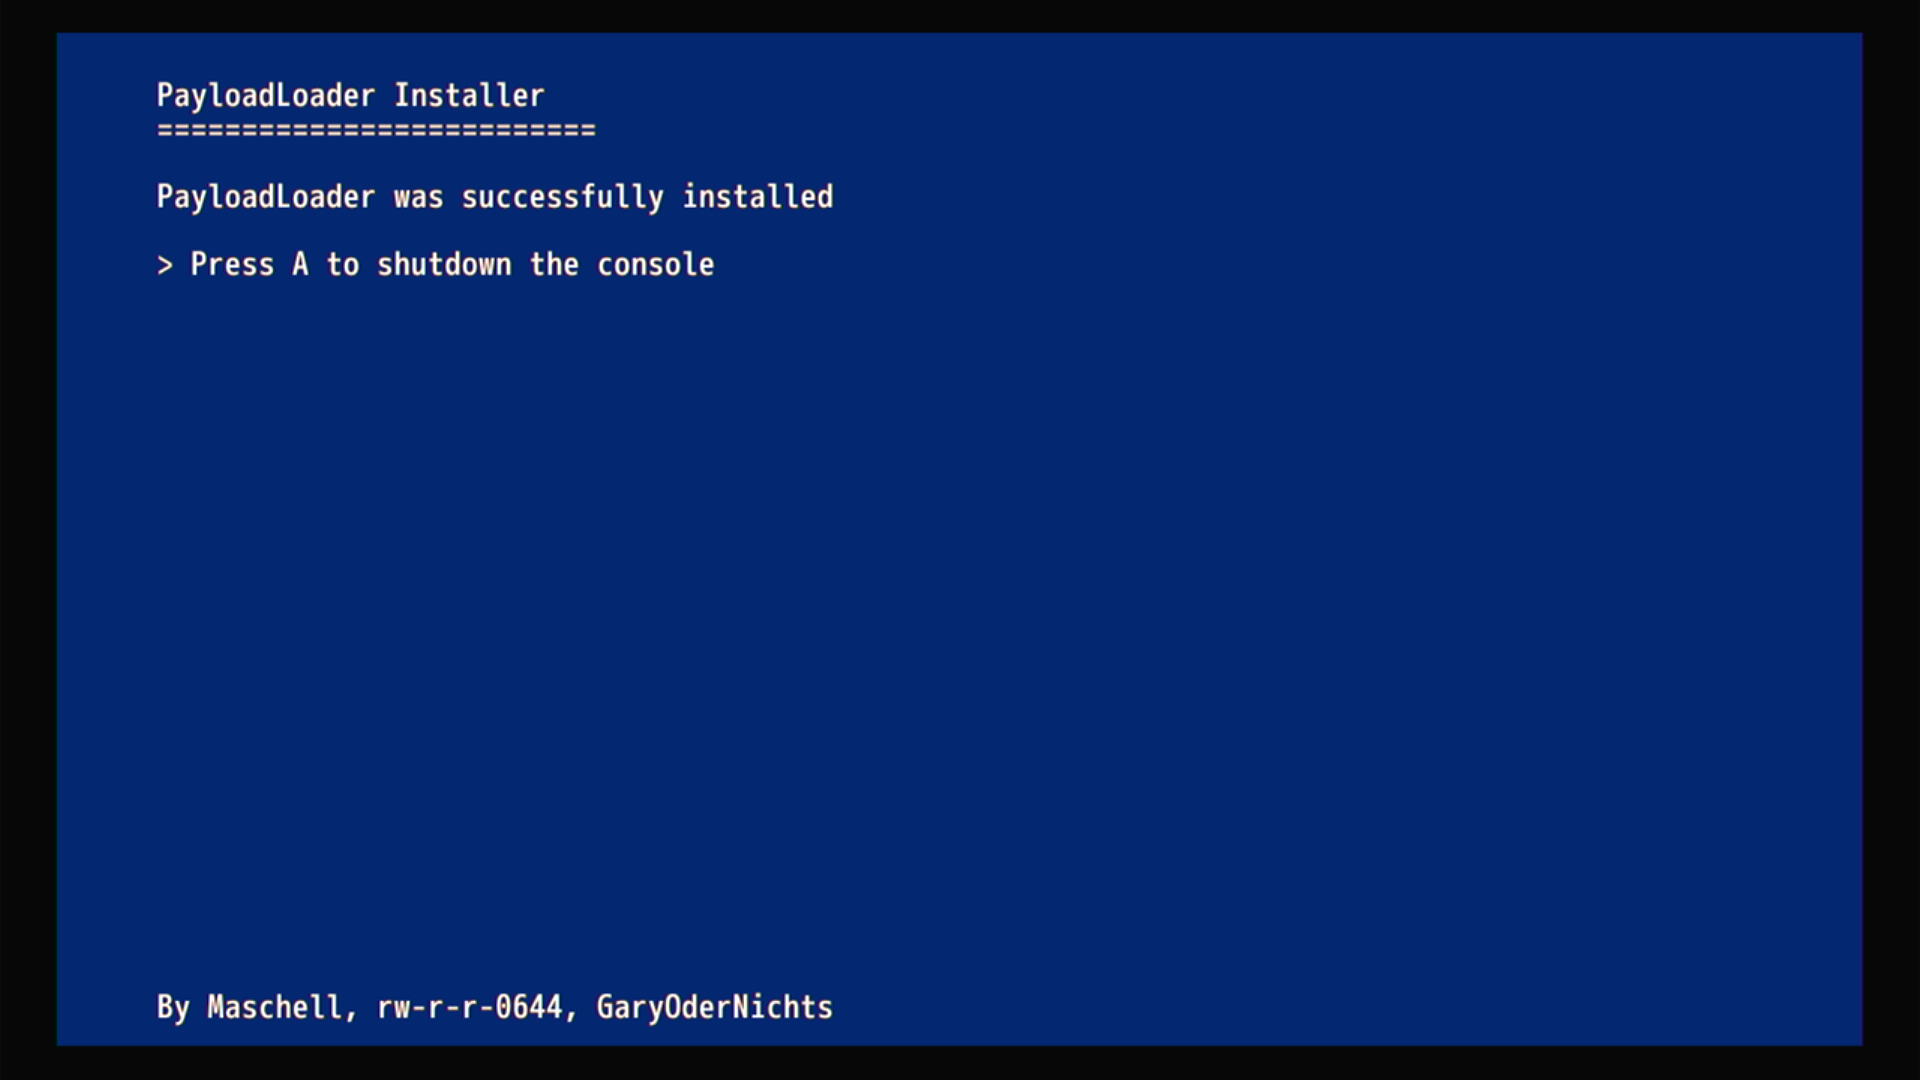 PayloadLoader Installer
==========================
PayloadLoader was successfully installed
> Press A to shutdown the console
By Maschell, rw-r-r-0644, GaryOderNichts